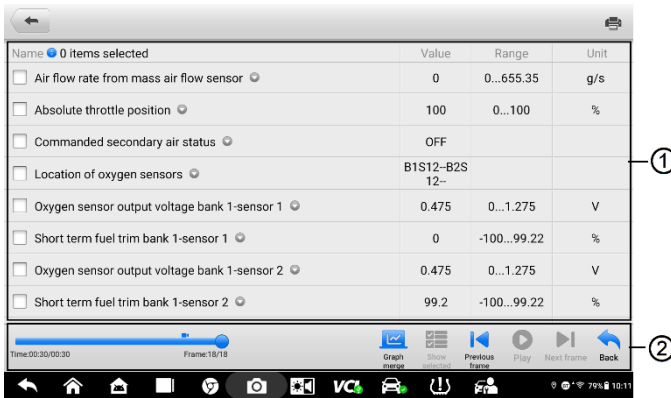 Name 0 items selected Value Range Unit
Air flow rate from mass air flow sensor 0 0...655.35 g/s
Absolute throttle position 100 0...100 %
Commanded secondary air status OFF
Location of oxygen sensors B1S12--B2S
12--
Oxygen sensor output voltage bank 1-sensor 1 0.475 0...1.275 V
Short term fuel trim bank 1-sensor 1 0 -100...99.22 %
Oxygen sensor output voltage bank 1-sensor 2 0.475 0...1.275 V
Short term fuel trim bank 1-sensor 2 99.2 -100...99.22 %
①
Time:00:30/00:30 Frame:18/18
Graph
merge
Show
selected
Previous
frame
Play
Next frame
Back
②
VCI 79% 10:11